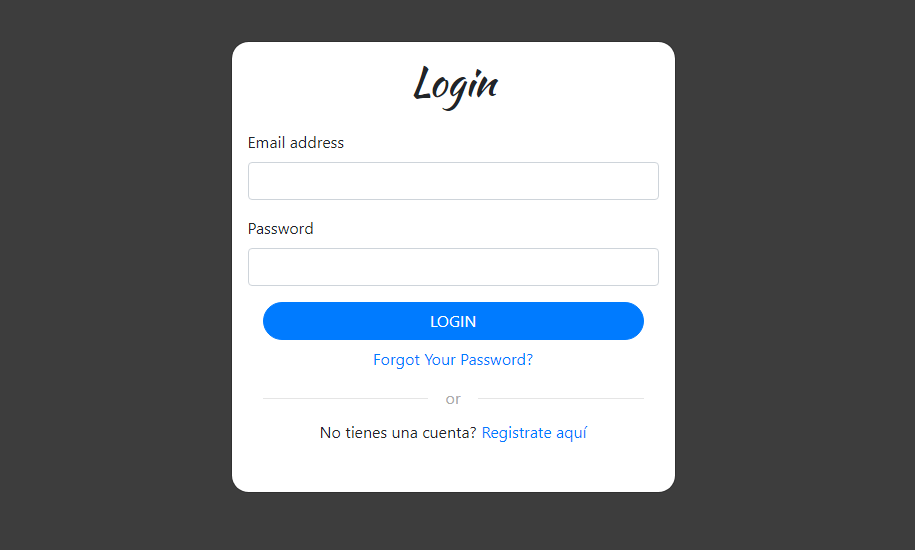 Login
Email address
Password
LOGIN
Forgot Your Password?
or
No tienes una cuenta? Registrate aquí